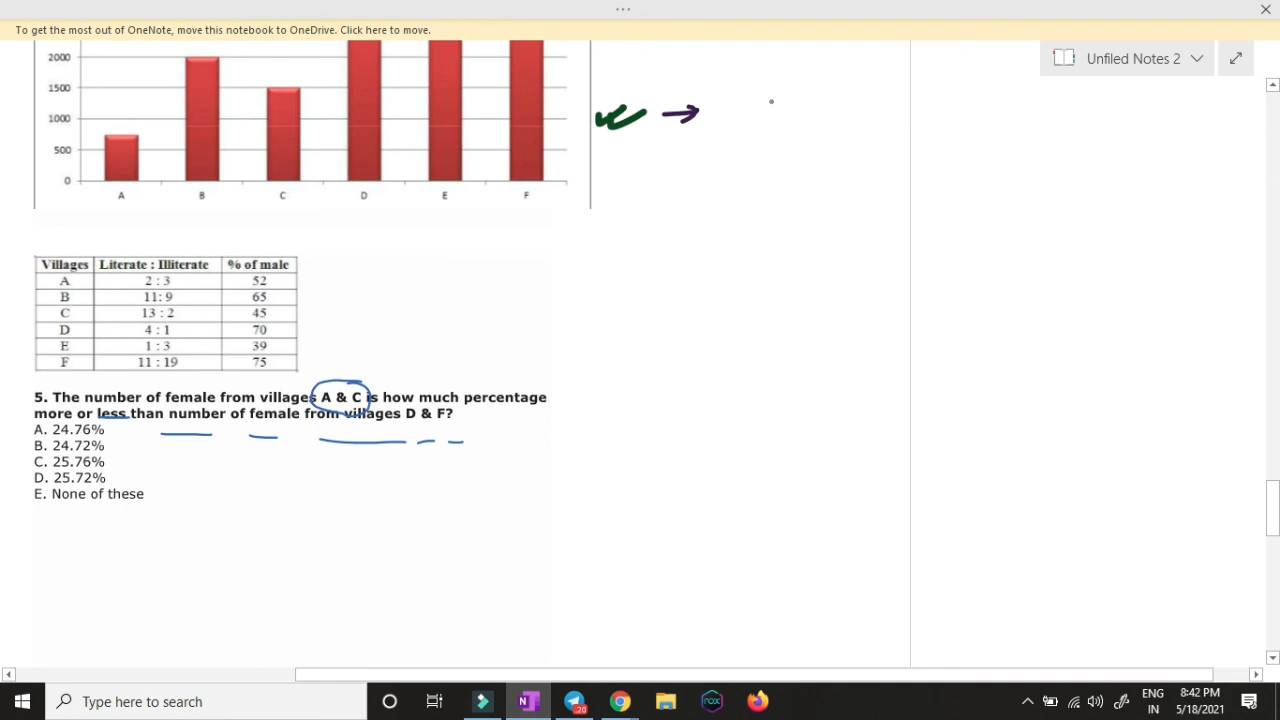 ...
To get the most out of OneNote, move this notebook to OneDrive. Click here to move.
Unfiled Notes 2
2000
1500
1000
500
0
A B C D E F
Villages Literate : Illiterate % of male
A 2 : 3 52
B 11: 9 65
C 13 : 2 45
D 4 : 1 70
E 1 : 3 39
F 11 : 19 75
5. The number of female from villages A & C is how much percentage
more or less than number of female from villages D & F?
A. 24.76%
B. 24.72%
C. 25.76%
D. 25.72%
E. None of these
Type here to search
20
nox
ENG
IN
8:42 PM
5/18/2021